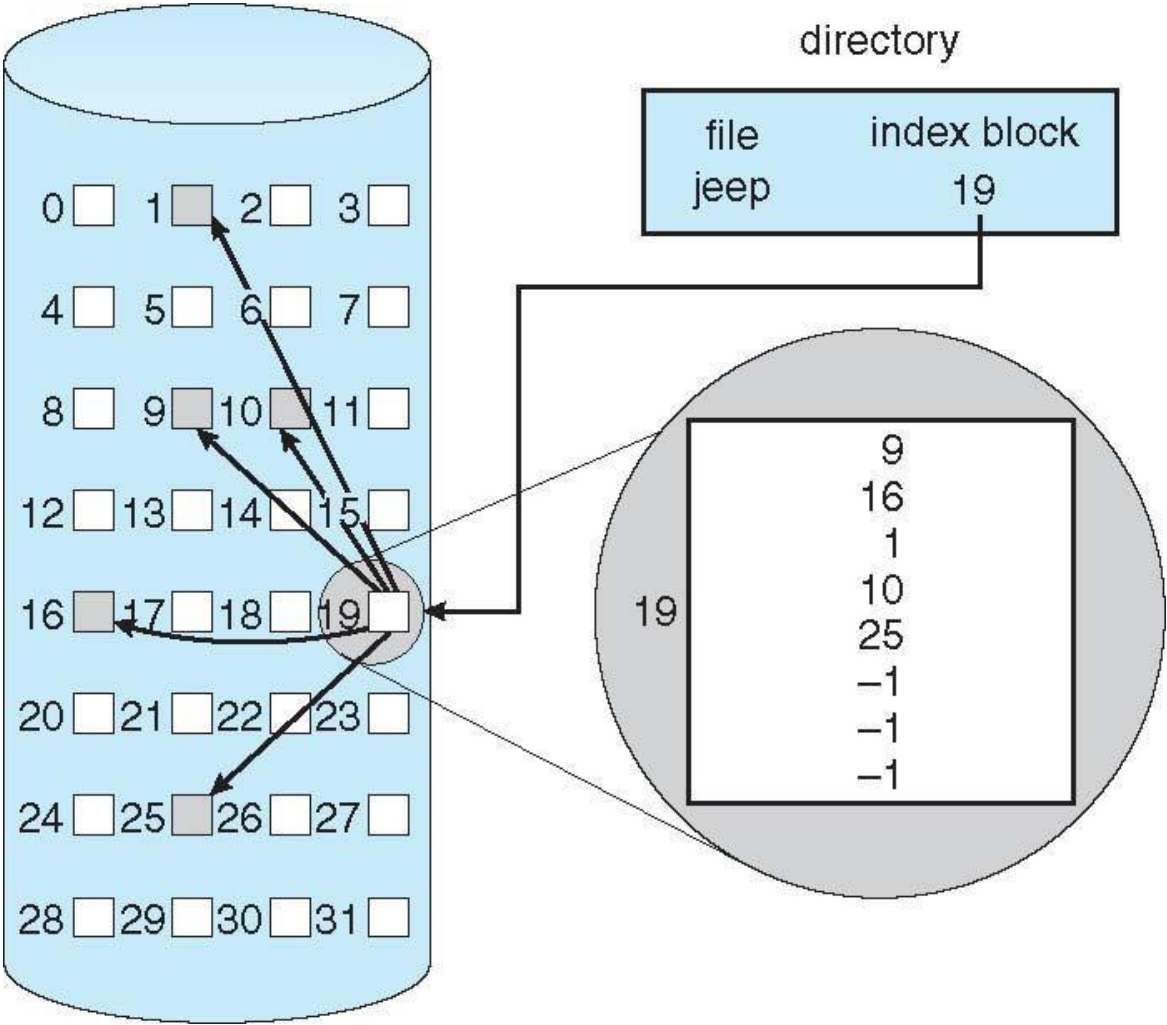 directory
file index block
jeep 19
0 1 2 3
4 5 6 7
8 9 10 11
12 13 14 15
16 17 18 19
20 21 22 23
24 25 26 27
28 29 30 31
19
9
16
1
10
25
–1
–1
–1